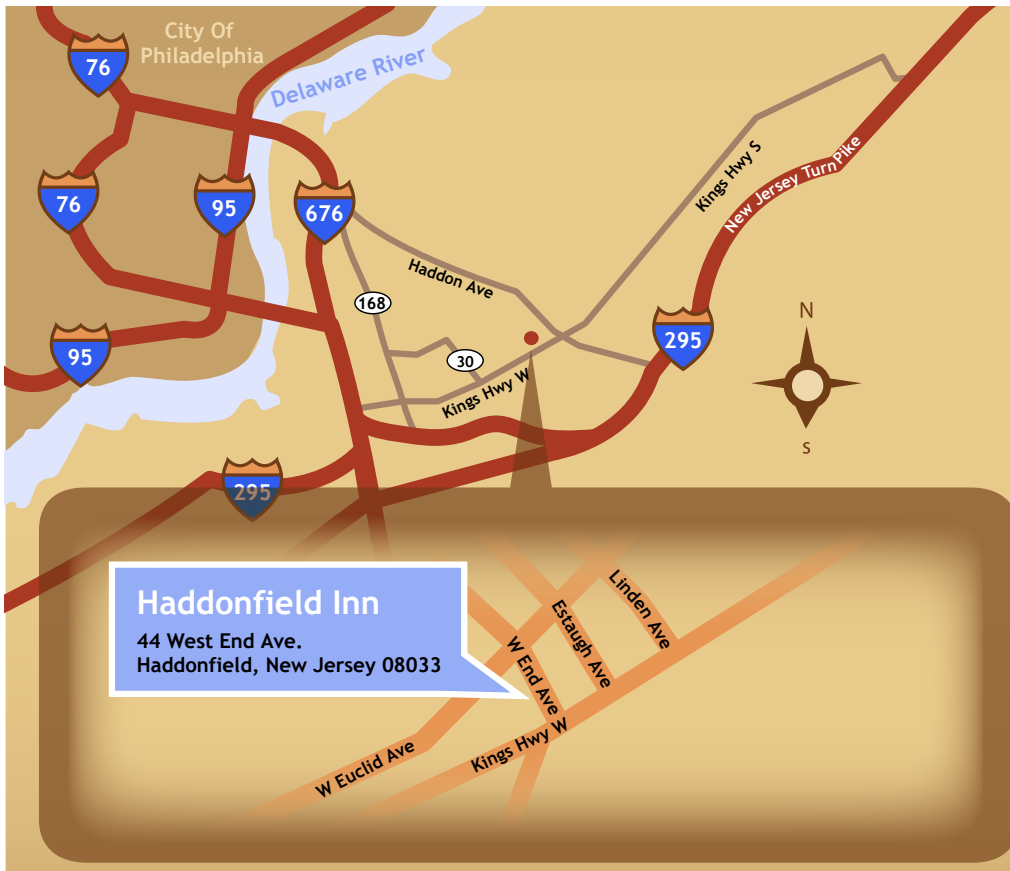 City Of
Philadelphia
76
Delaware River
76
95
676
Kings Hwy S
New Jersey Turn Pike
Haddon Ave
168
N
295
95
30
Kings Hwy W
S
295
Haddonfield Inn
44 West End Ave.
Haddonfield, New Jersey 08033
Linden Ave
Estaugh Ave
W End Ave
Kings Hwy W
W Euclid Ave